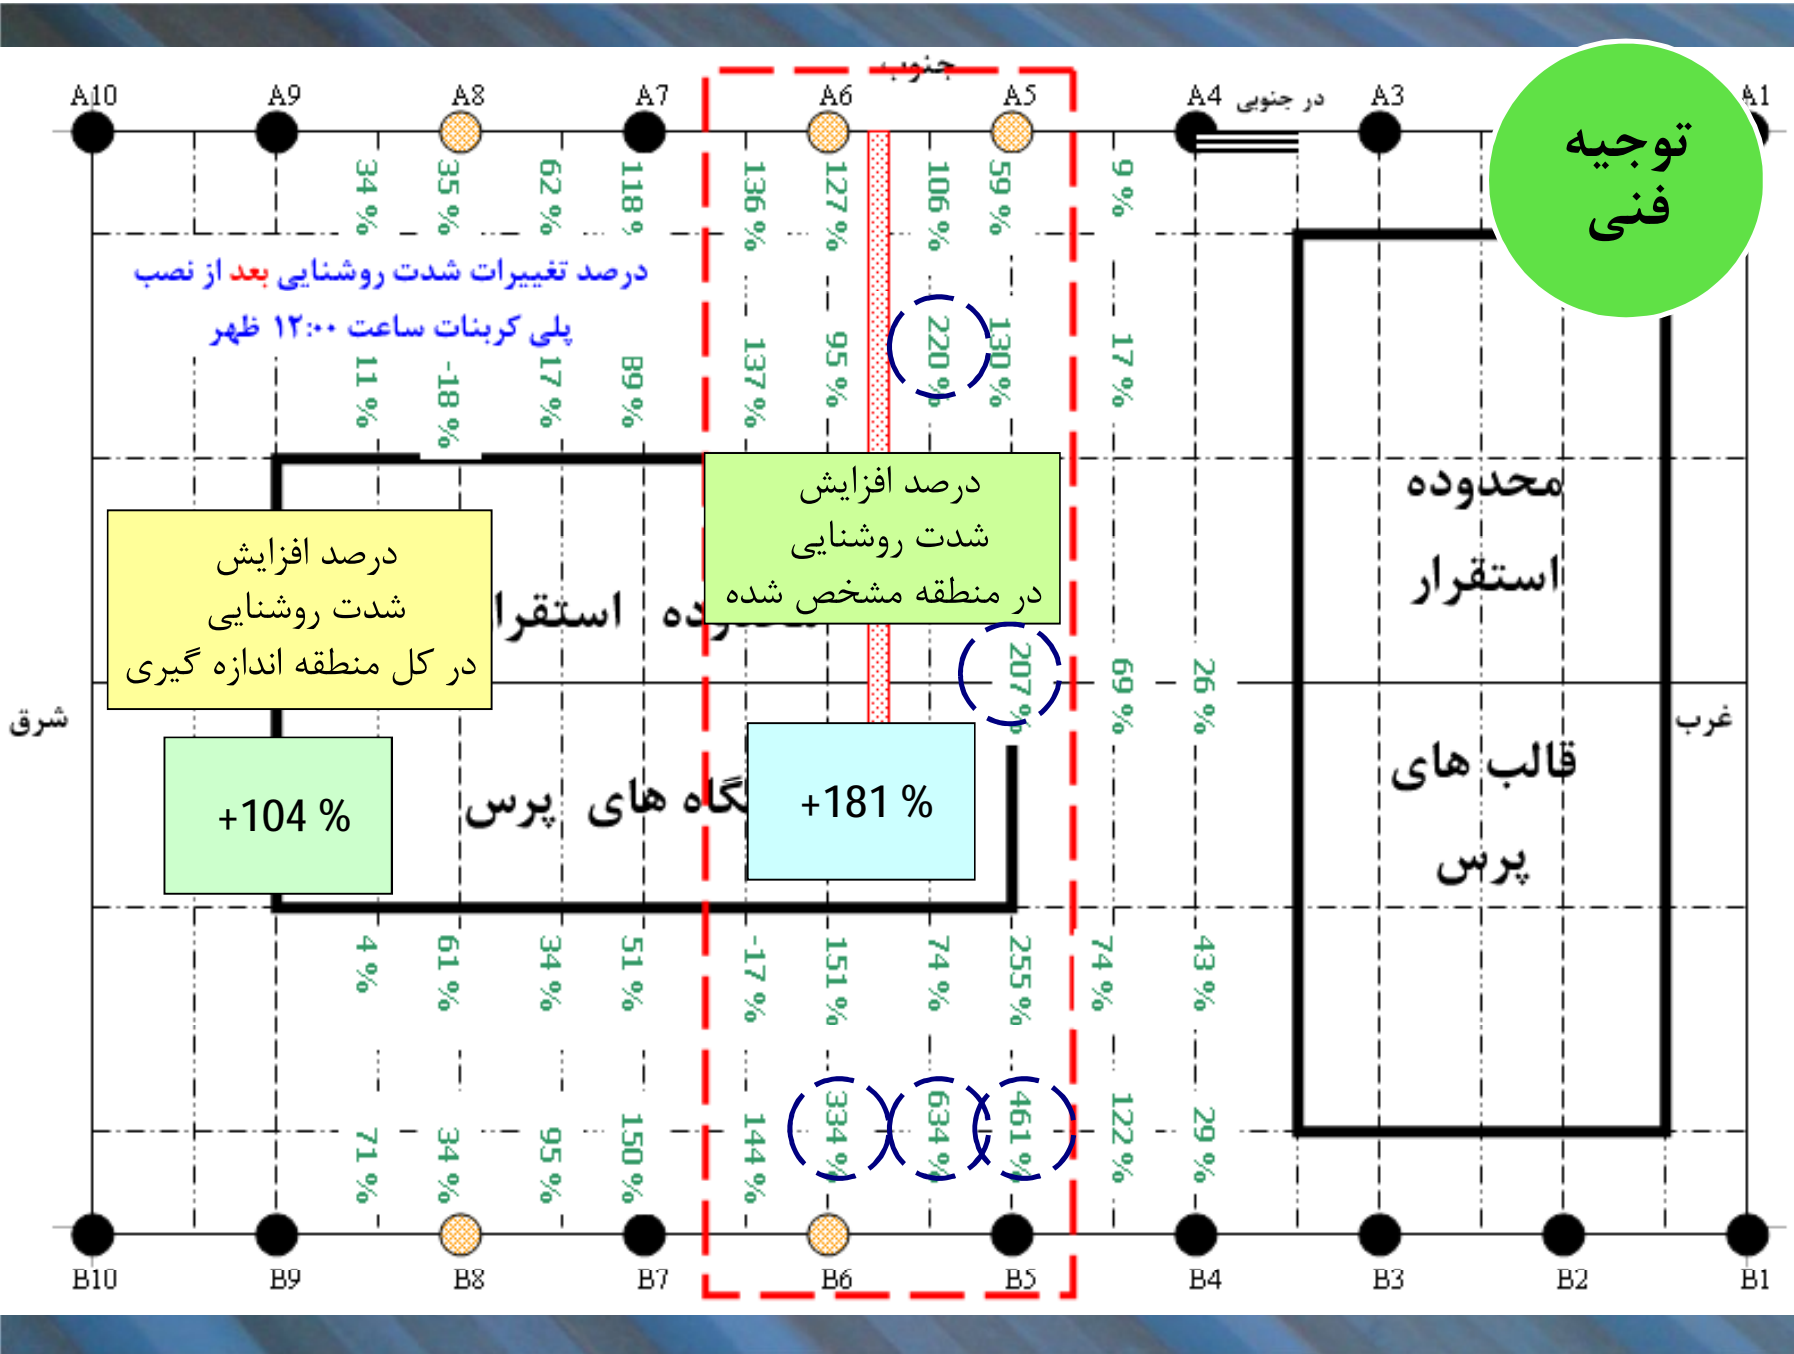 جنوب
A10 A9 A8 A7 A6 A5 A4 در جنوبی A3 A1
توجیه
فنی
34 % 35 % 62 % 118 % 136 % 127 % 106 % 59 % 9 %
درصد تغییرات شدت روشنایی بعد از نصب
پلی کربنات ساعت ۱۲:۰۰ ظهر
11 % -18 % 17 % 89 % 137 % 95 % 220 % 130 % 17 %
محدوده
استقرار
قالب های
پرس
درصد افزایش
شدت روشنایی
در منطقه مشخص شده
درصد افزایش
شدت روشنایی
در کل منطقه اندازه گیری
استقرا
207 % 69 % 26 %
شرق
غرب
+104 %
های پرس
+181 %
4 % 61 % 34 % 51 % -17 % 151 % 74 % 255 % 74 % 43 %
71 % 34 % 95 % 150 % 144 % 334 % 634 % 461 % 122 % 29 %
B10 B9 B8 B7 B6 B5 B4 B3 B2 B1